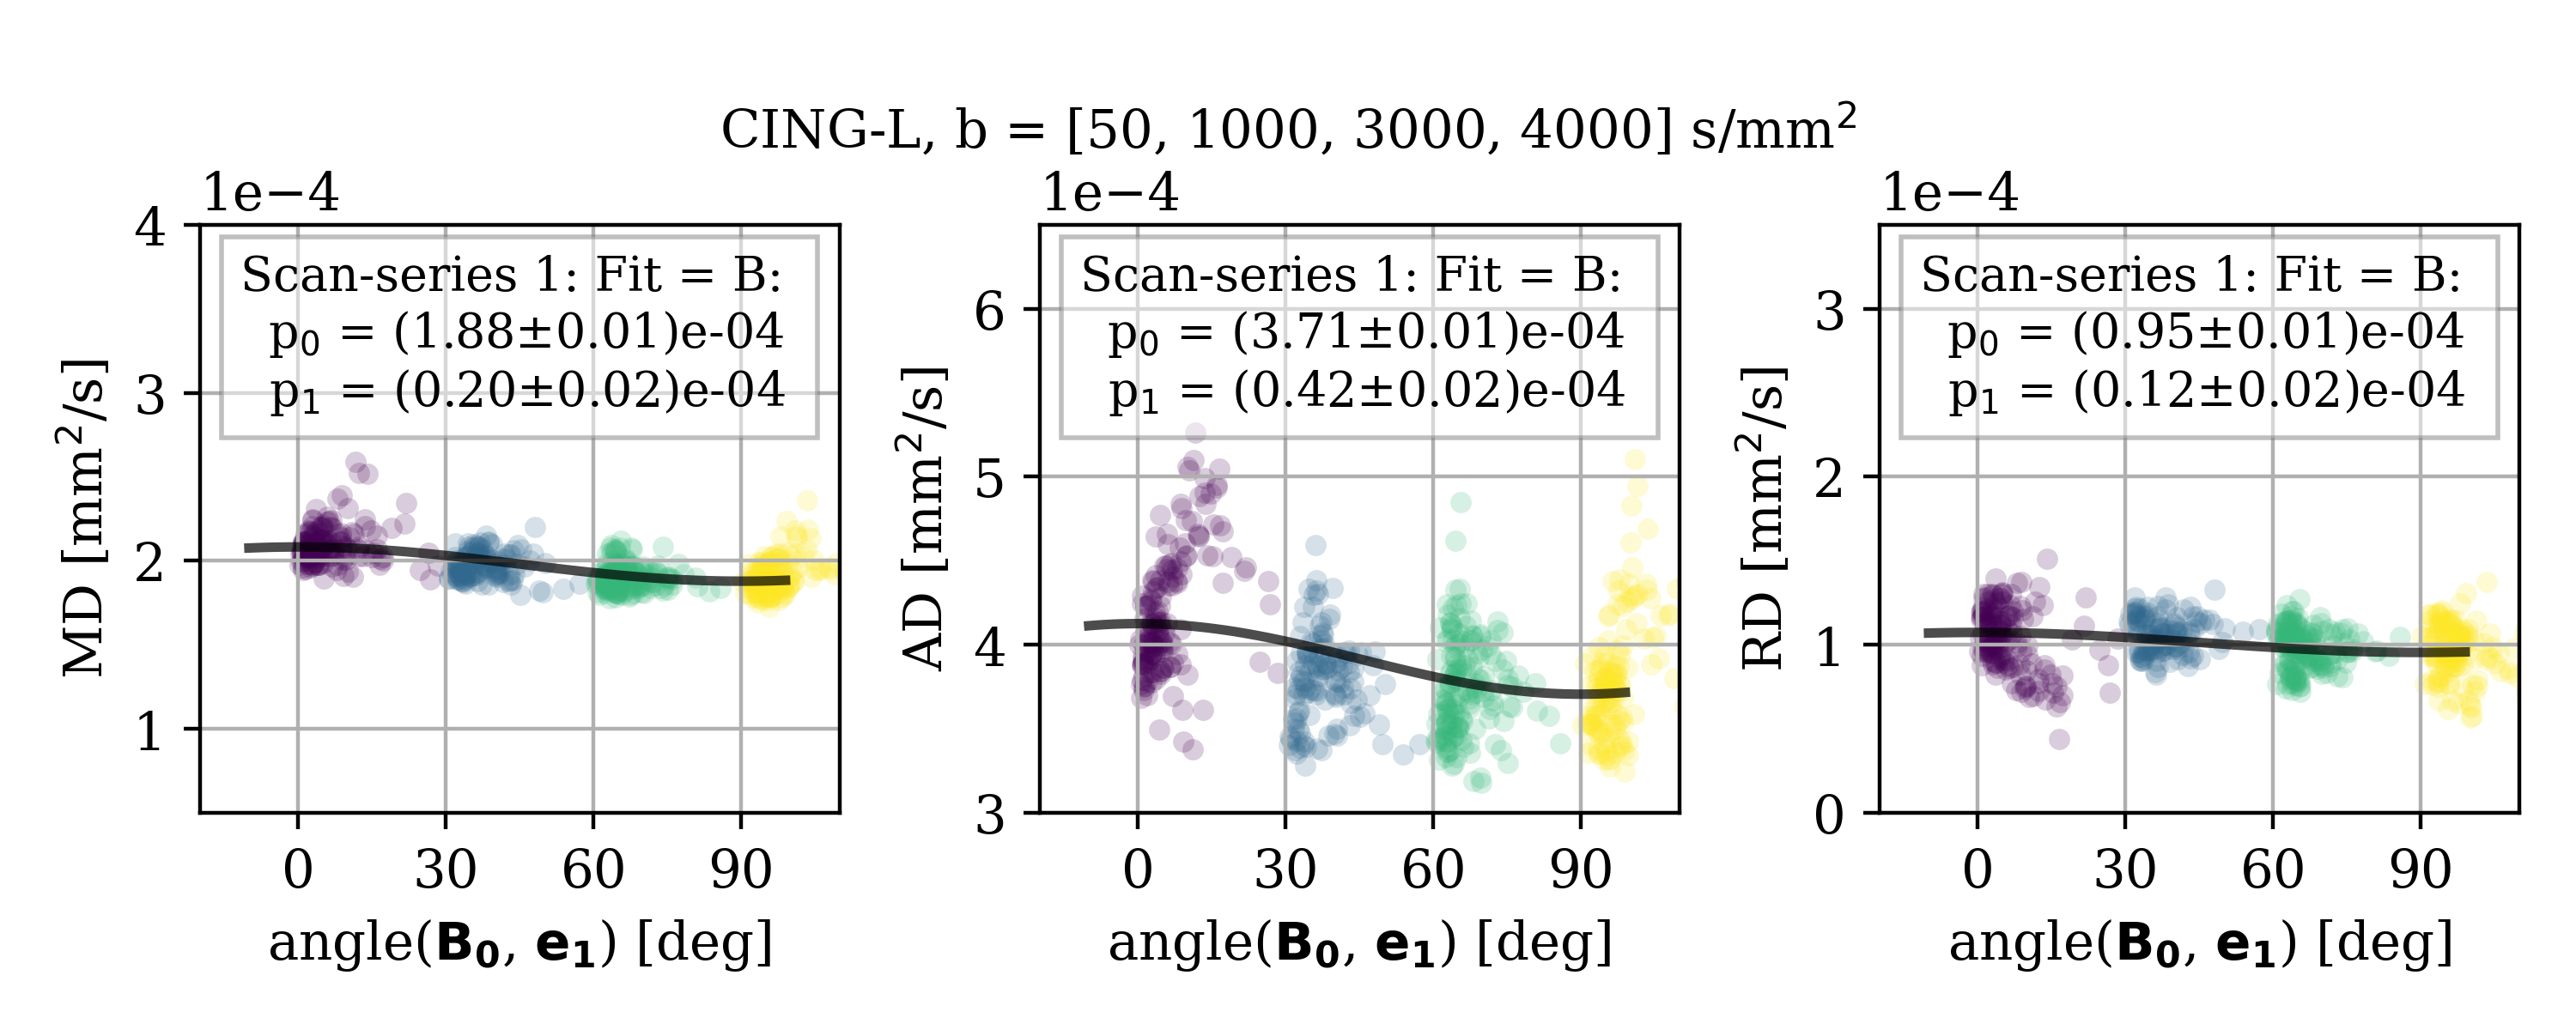 CING-L, b = [50, 1000, 3000, 4000] s/mm²
1e−4
4
3
2
1
MD [mm²/s]
Scan-series 1: Fit = B:
p₀ = (1.88±0.01)e-04
p₁ = (0.20±0.02)e-04
0 30 60 90
angle(B₀, e₁) [deg]
1e−4
6
5
4
3
AD [mm²/s]
Scan-series 1: Fit = B:
p₀ = (3.71±0.01)e-04
p₁ = (0.42±0.02)e-04
0 30 60 90
angle(B₀, e₁) [deg]
1e−4
3
2
1
0
RD [mm²/s]
Scan-series 1: Fit = B:
p₀ = (0.95±0.01)e-04
p₁ = (0.12±0.02)e-04
0 30 60 90
angle(B₀, e₁) [deg]